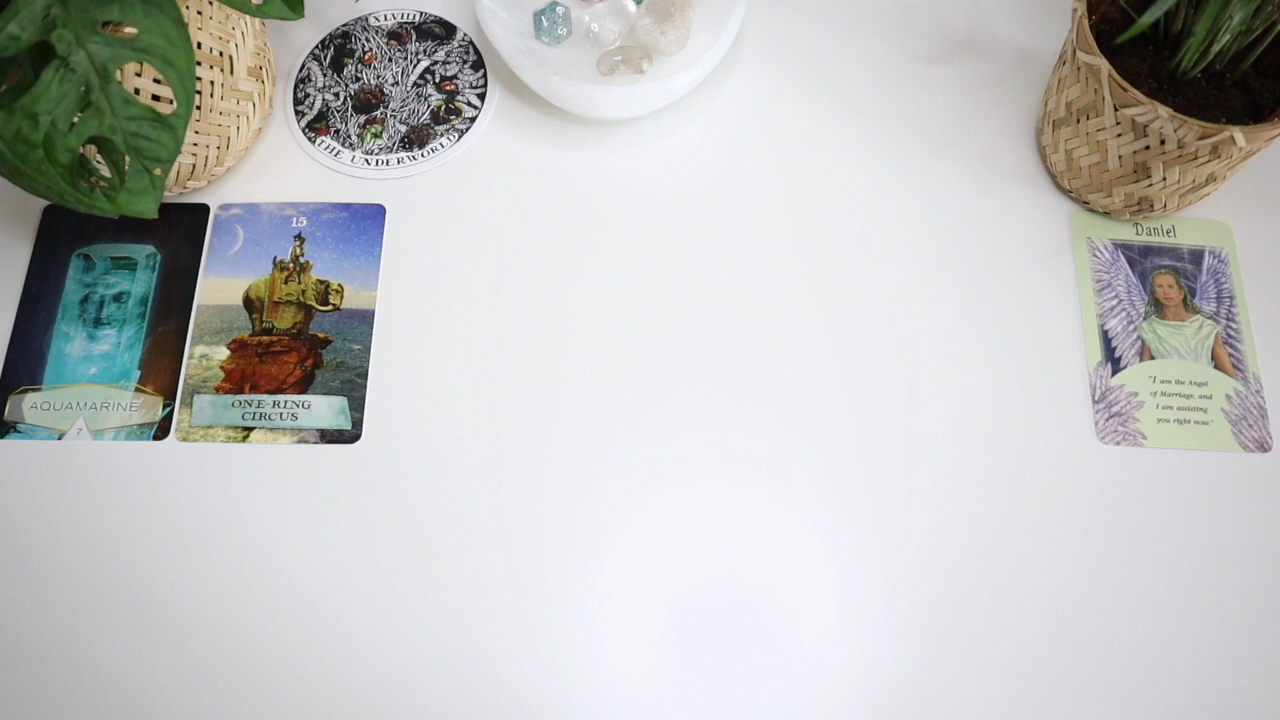 XLVIII
THE UNDERWORLD
AQUAMARINE
7
15
ONE-RING
CIRCUS
Daniel
"I am the Angel
of Marriage, and
I am assisting
you right now."